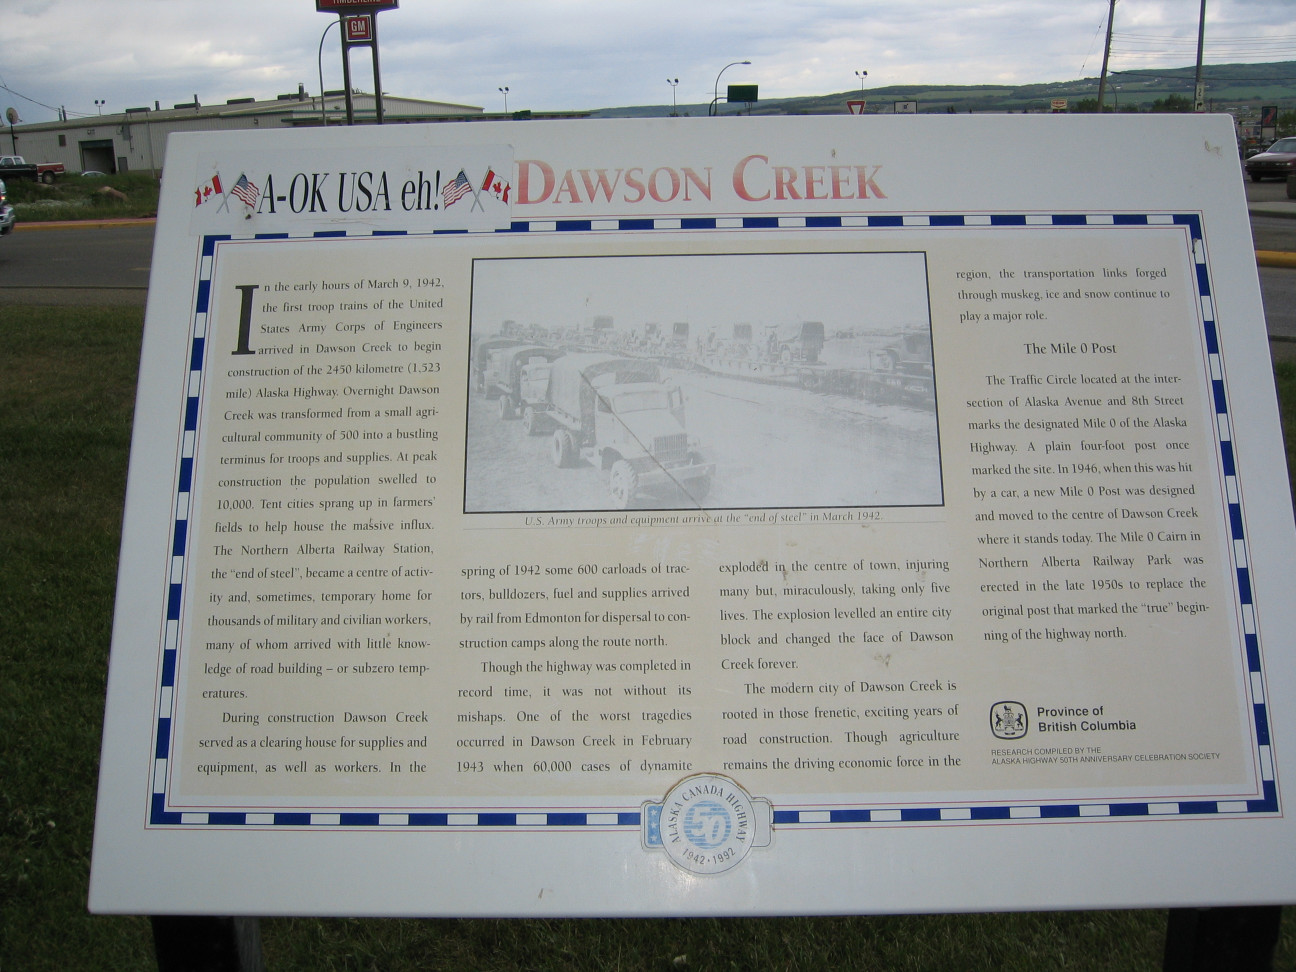 TIMBERLINE
GM
A-OK USA eh!
DAWSON CREEK
In the early hours of March 9, 1942,
the first troop trains of the United
States Army Corps of Engineers
arrived in Dawson Creek to begin
construction of the 2450 kilometre (1,523
mile) Alaska Highway. Overnight Dawson
Creek was transformed from a small agri-
cultural community of 500 into a bustling
terminus for troops and supplies. At peak
construction the population swelled to
10,000. Tent cities sprang up in farmers'
fields to help house the massive influx.
The Northern Alberta Railway Station,
the "end of steel", became a centre of activ-
ity and, sometimes, temporary home for
thousands of military and civilian workers,
many of whom arrived with little know-
ledge of road building – or subzero temp-
eratures.
During construction Dawson Creek
served as a clearing house for supplies and
equipment, as well as workers. In the
U.S. Army troops and equipment arrive at the "end of steel" in March 1942.
spring of 1942 some 600 carloads of trac-
tors, bulldozers, fuel and supplies arrived
by rail from Edmonton for dispersal to con-
struction camps along the route north.
Though the highway was completed in
record time, it was not without its
mishaps. One of the worst tragedies
occurred in Dawson Creek in February
1943 when 60,000 cases of dynamite
exploded in the centre of town, injuring
many but, miraculously, taking only five
lives. The explosion levelled an entire city
block and changed the face of Dawson
Creek forever.
The modern city of Dawson Creek is
rooted in those frenetic, exciting years of
road construction. Though agriculture
remains the driving economic force in the
region, the transportation links forged
through muskeg, ice and snow continue to
play a major role.
The Mile 0 Post
The Traffic Circle located at the inter-
section of Alaska Avenue and 8th Street
marks the designated Mile 0 of the Alaska
Highway. A plain four-foot post once
marked the site. In 1946, when this was hit
by a car, a new Mile 0 Post was designed
and moved to the centre of Dawson Creek
where it stands today. The Mile 0 Cairn in
Northern Alberta Railway Park was
erected in the late 1950s to replace the
original post that marked the "true" begin-
ning of the highway north.
Province of
British Columbia
RESEARCH COMPILED BY THE
ALASKA HIGHWAY 50TH ANNIVERSARY CELEBRATION SOCIETY
ALASKA CANADA HIGHWAY
50
1942 • 1992